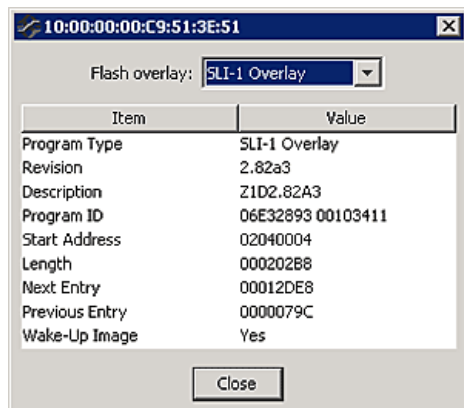 10:00:00:00:C9:51:3E:51
Flash overlay: SLI-1 Overlay
Item Value
Program Type SLI-1 Overlay
Revision 2.82a3
Description Z1D2.82A3
Program ID 06E32893 00103411
Start Address 02040004
Length 000202B8
Next Entry 00012DE8
Previous Entry 0000079C
Wake-Up Image Yes
Close